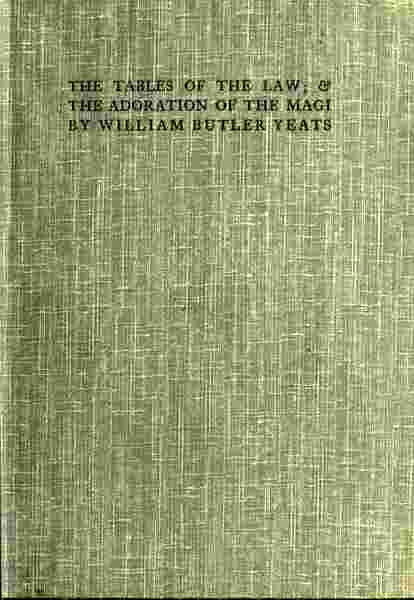 THE TABLES OF THE LAW; &
THE ADORATION OF THE MAGI
BY WILLIAM BUTLER YEATS